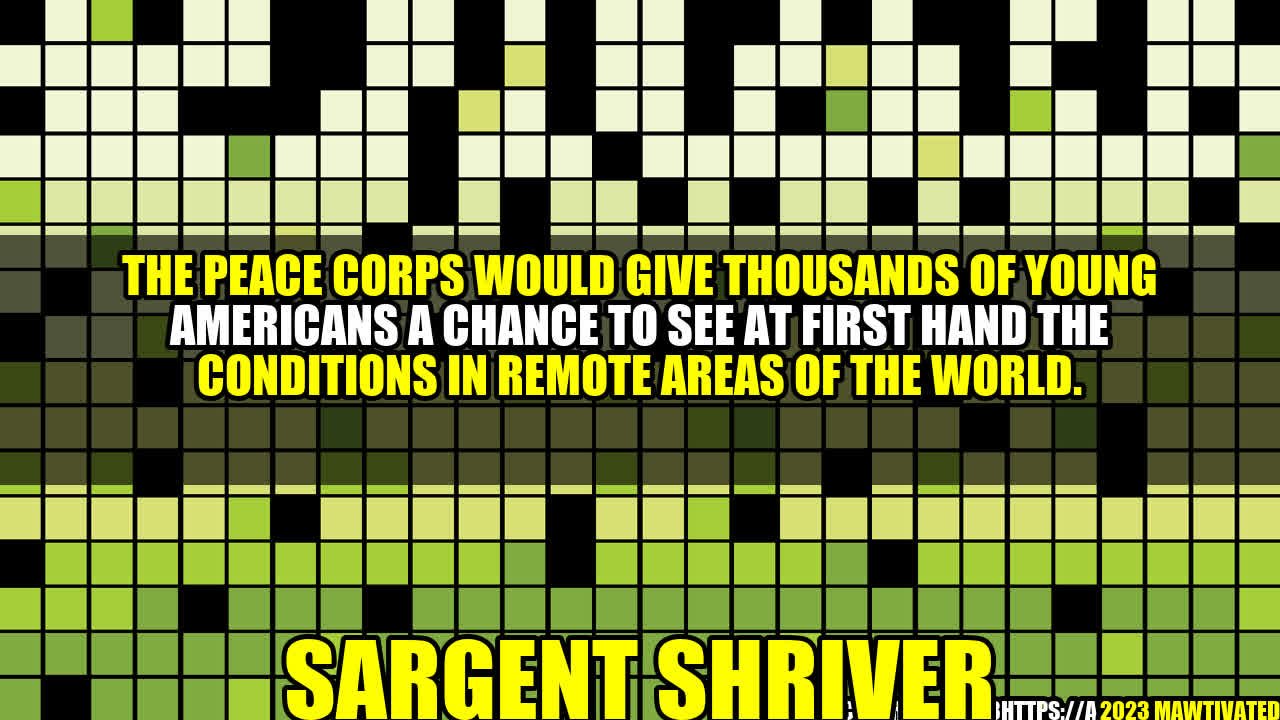 THE PEACE CORPS WOULD GIVE THOUSANDS OF YOUNG
AMERICANS A CHANCE TO SEE AT FIRST HAND THE
CONDITIONS IN REMOTE AREAS OF THE WORLD.
SARGENT SHRIVER
HTTPS://A 2023 MAWTIVATED